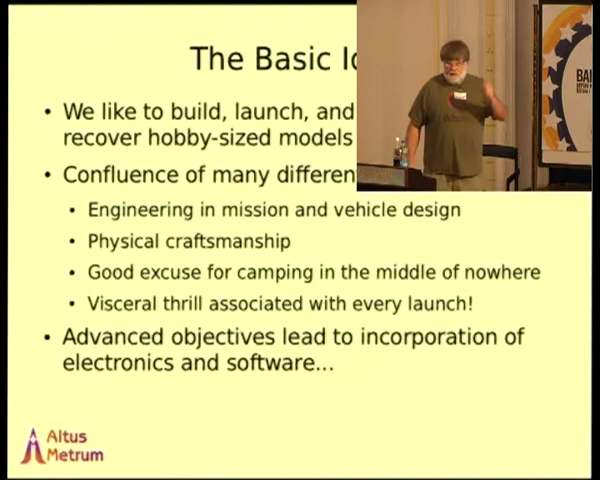 The Basic I
• We like to build, launch, and
recover hobby-sized models
• Confluence of many differen
• Engineering in mission and vehicle design
• Physical craftsmanship
• Good excuse for camping in the middle of nowhere
• Visceral thrill associated with every launch!
• Advanced objectives lead to incorporation of
electronics and software...
Altus
Metrum